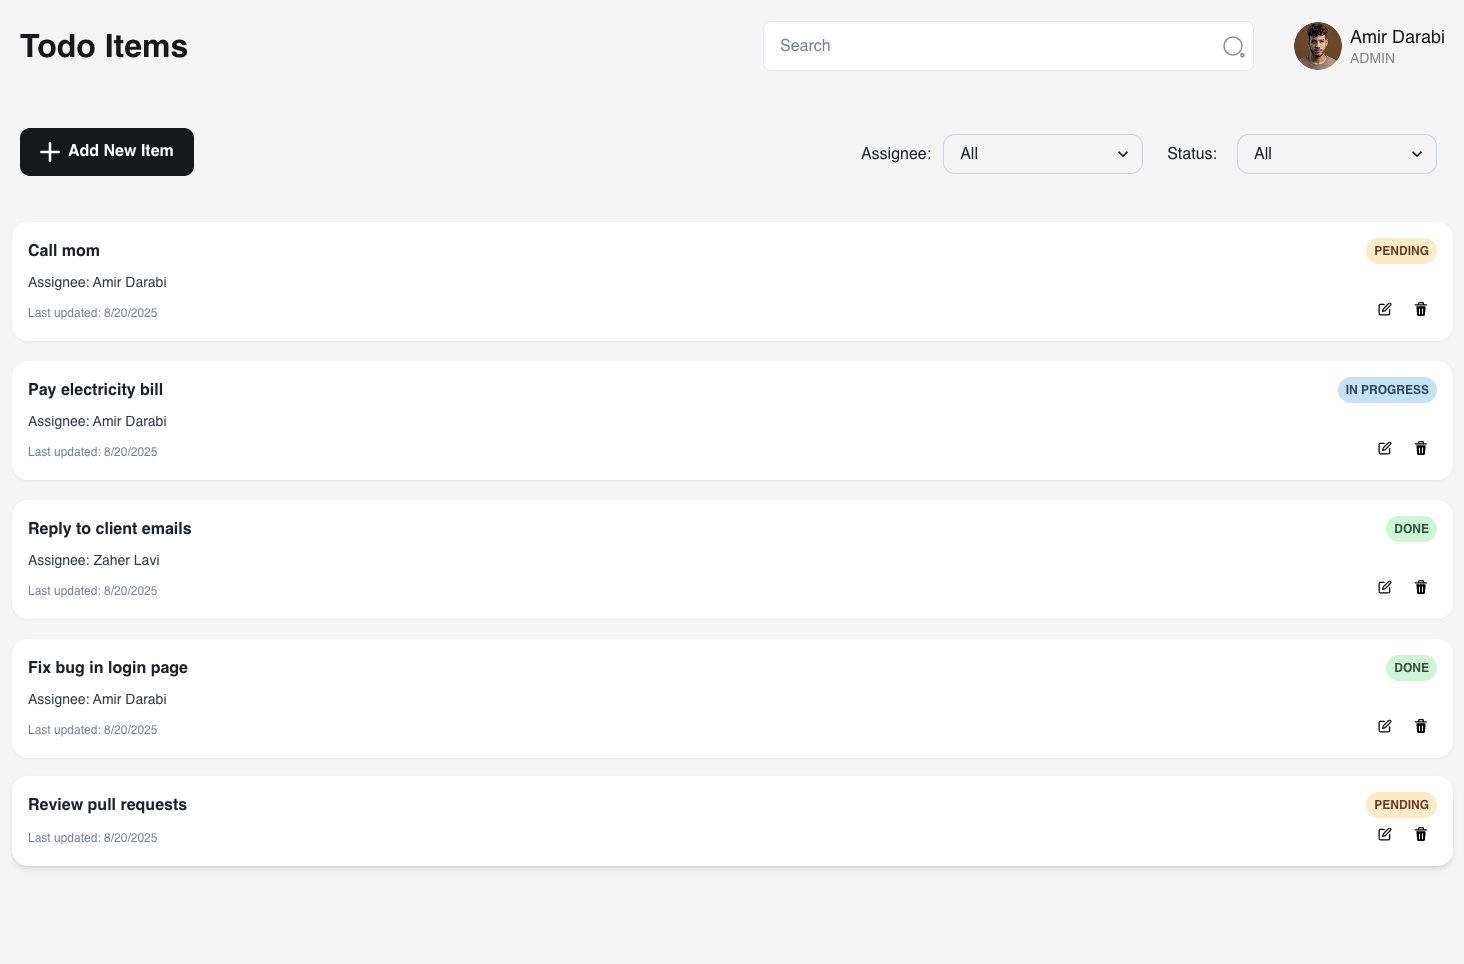 Todo Items
Search
Amir Darabi
ADMIN
Add New Item
Assignee: All
Status: All
Call mom
PENDING
Assignee: Amir Darabi
Last updated: 8/20/2025
Pay electricity bill
IN PROGRESS
Assignee: Amir Darabi
Last updated: 8/20/2025
Reply to client emails
DONE
Assignee: Zaher Lavi
Last updated: 8/20/2025
Fix bug in login page
DONE
Assignee: Amir Darabi
Last updated: 8/20/2025
Review pull requests
PENDING
Last updated: 8/20/2025